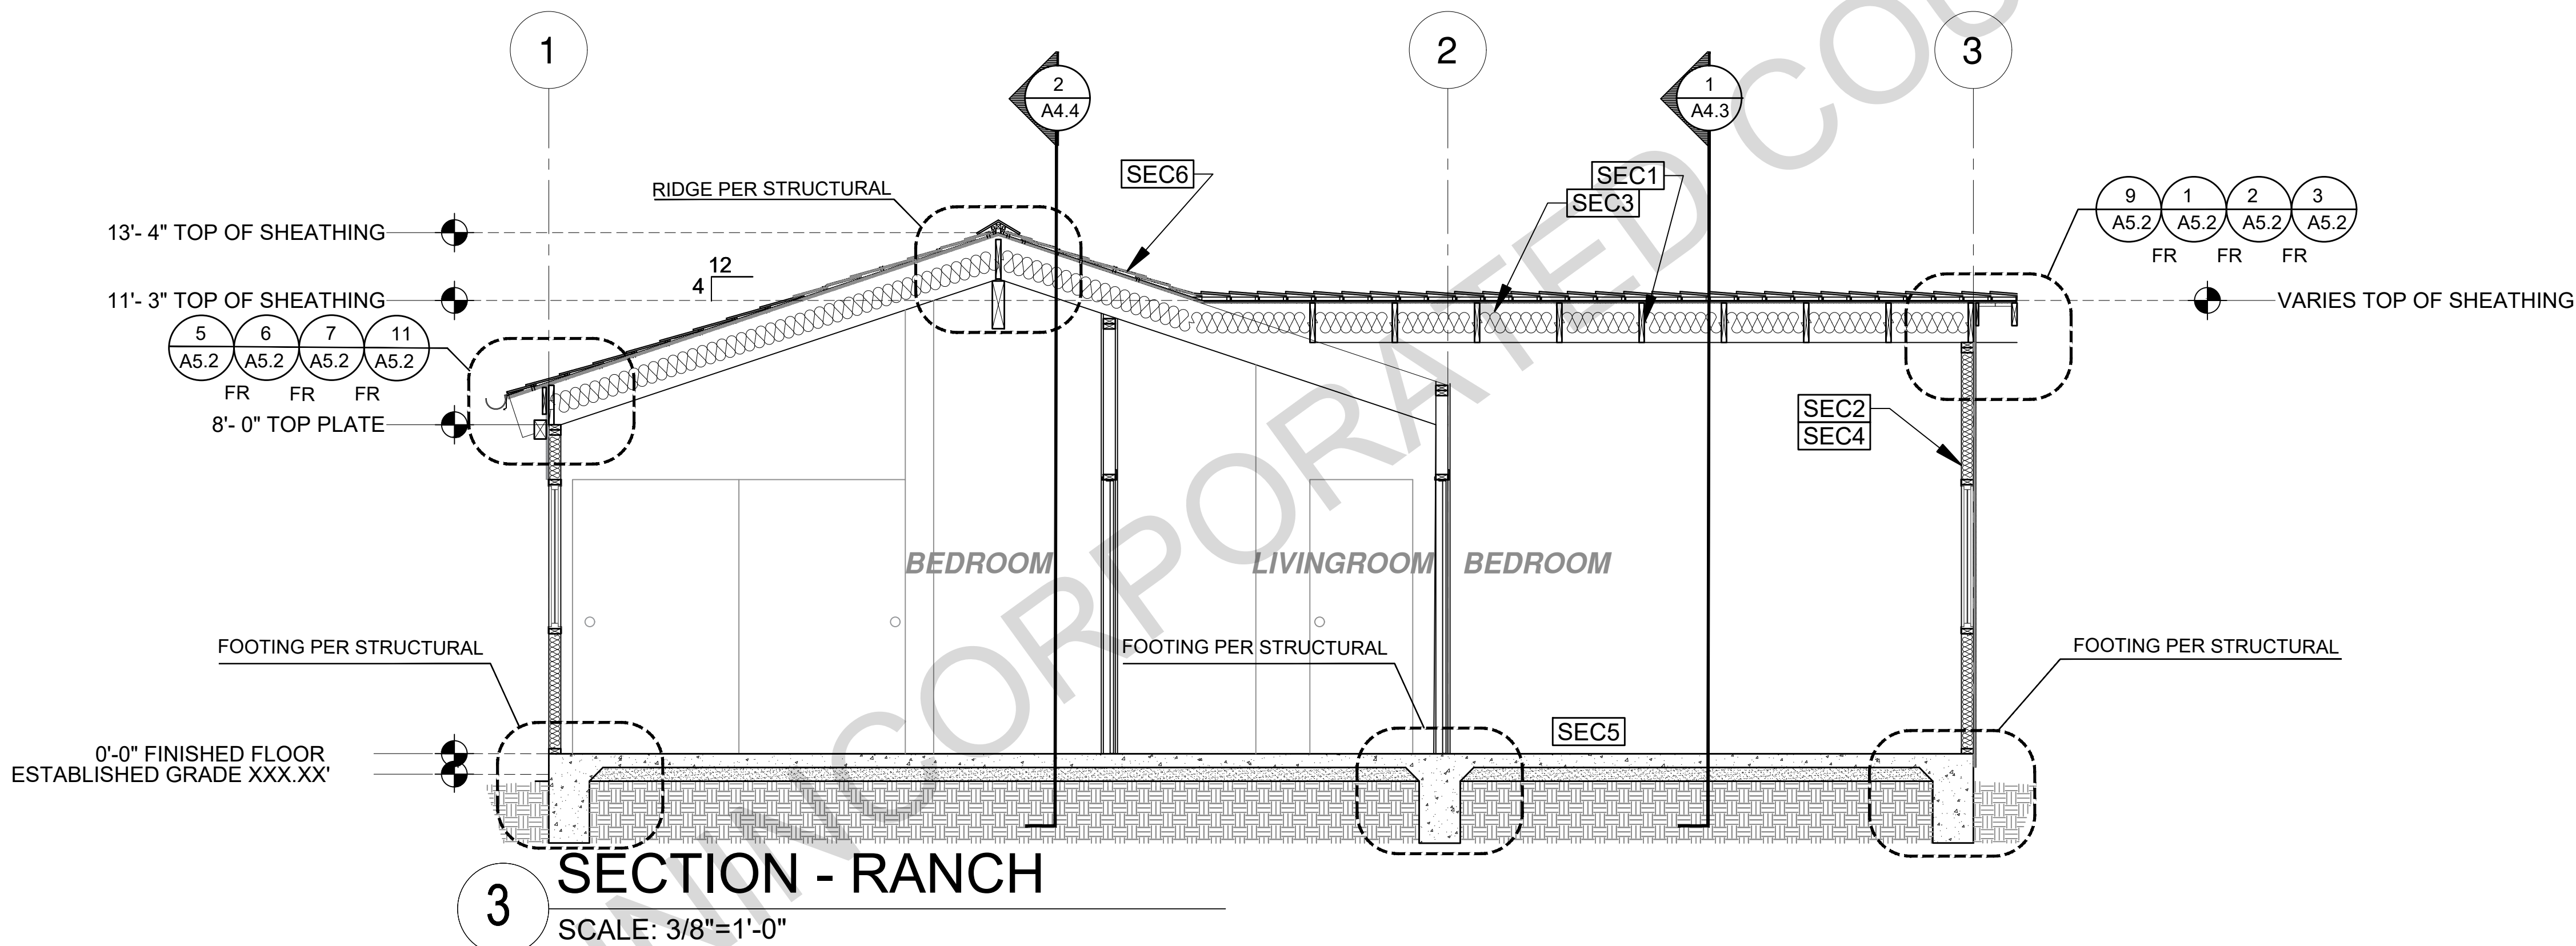 1
2
3
2
A4.4
1
A4.3
SEC6
SEC1
SEC3
RIDGE PER STRUCTURAL
9
A5.2
1
A5.2
2
A5.2
3
A5.2
FR
FR
FR
13'- 4" TOP OF SHEATHING
12
4
11'- 3" TOP OF SHEATHING
VARIES TOP OF SHEATHING
5
A5.2
6
A5.2
7
A5.2
11
A5.2
FR
FR
FR
8'- 0" TOP PLATE
SEC2
SEC4
BEDROOM
LIVINGROOM
BEDROOM
FOOTING PER STRUCTURAL
FOOTING PER STRUCTURAL
FOOTING PER STRUCTURAL
SEC5
0'-0" FINISHED FLOOR
ESTABLISHED GRADE XXX.XX'
3
SECTION - RANCH
SCALE: 3/8"=1'-0"